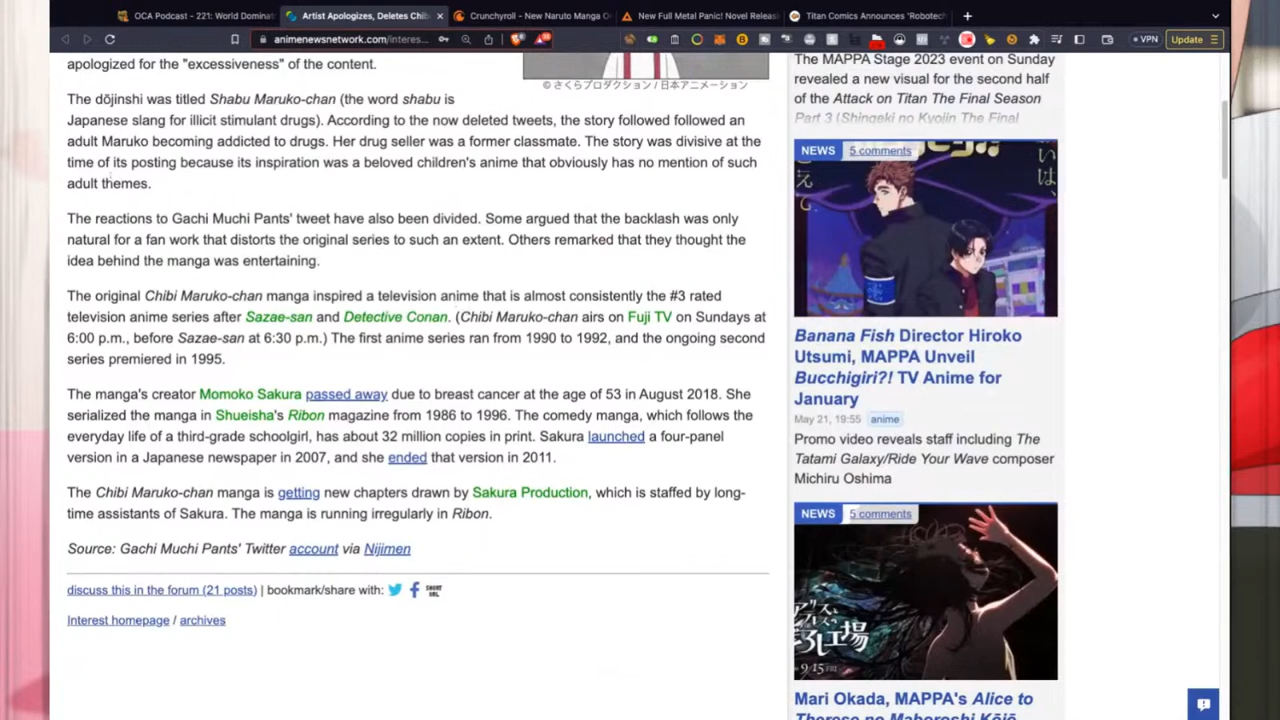 OCA Podcast - 221: World Dominat
Artist Apologizes, Deletes Chib
Crunchyroll - New Naruto Manga O
New Full Metal Panic! Novel Releas
Titan Comics Announces 'Robotec
animenewsnetwork.com/interes...
VPN
Update
apologized for the "excessiveness" of the content.
© さくらプロダクション / 日本アニメーション
The dōjinshi was titled Shabu Maruko-chan (the word shabu is
Japanese slang for illicit stimulant drugs). According to the now deleted tweets, the story followed followed an
adult Maruko becoming addicted to drugs. Her drug seller was a former classmate. The story was divisive at the
time of its posting because its inspiration was a beloved children's anime that obviously has no mention of such
adult themes.
The reactions to Gachi Muchi Pants' tweet have also been divided. Some argued that the backlash was only
natural for a fan work that distorts the original series to such an extent. Others remarked that they thought the
idea behind the manga was entertaining.
The original Chibi Maruko-chan manga inspired a television anime that is almost consistently the #3 rated
television anime series after Sazae-san and Detective Conan. (Chibi Maruko-chan airs on Fuji TV on Sundays at
6:00 p.m., before Sazae-san at 6:30 p.m.) The first anime series ran from 1990 to 1992, and the ongoing second
series premiered in 1995.
The manga's creator Momoko Sakura passed away due to breast cancer at the age of 53 in August 2018. She
serialized the manga in Shueisha's Ribon magazine from 1986 to 1996. The comedy manga, which follows the
everyday life of a third-grade schoolgirl, has about 32 million copies in print. Sakura launched a four-panel
version in a Japanese newspaper in 2007, and she ended that version in 2011.
The Chibi Maruko-chan manga is getting new chapters drawn by Sakura Production, which is staffed by long-
time assistants of Sakura. The manga is running irregularly in Ribon.
Source: Gachi Muchi Pants' Twitter account via Nijimen
discuss this in the forum (21 posts) | bookmark/share with: SHORT
URL
Interest homepage / archives
The MAPPA Stage 2023 event on Sunday
revealed a new visual for the second half
of the Attack on Titan The Final Season
Part 3 (Shingeki no Kyojin The Final
NEWS 5 comments
Banana Fish Director Hiroko
Utsumi, MAPPA Unveil
Bucchigiri?! TV Anime for
January
May 21, 19:55 anime
Promo video reveals staff including The
Tatami Galaxy/Ride Your Wave composer
Michiru Oshima
NEWS 5 comments
9/15
Mari Okada, MAPPA's Alice to
Therese no Maboroshi Kōjō